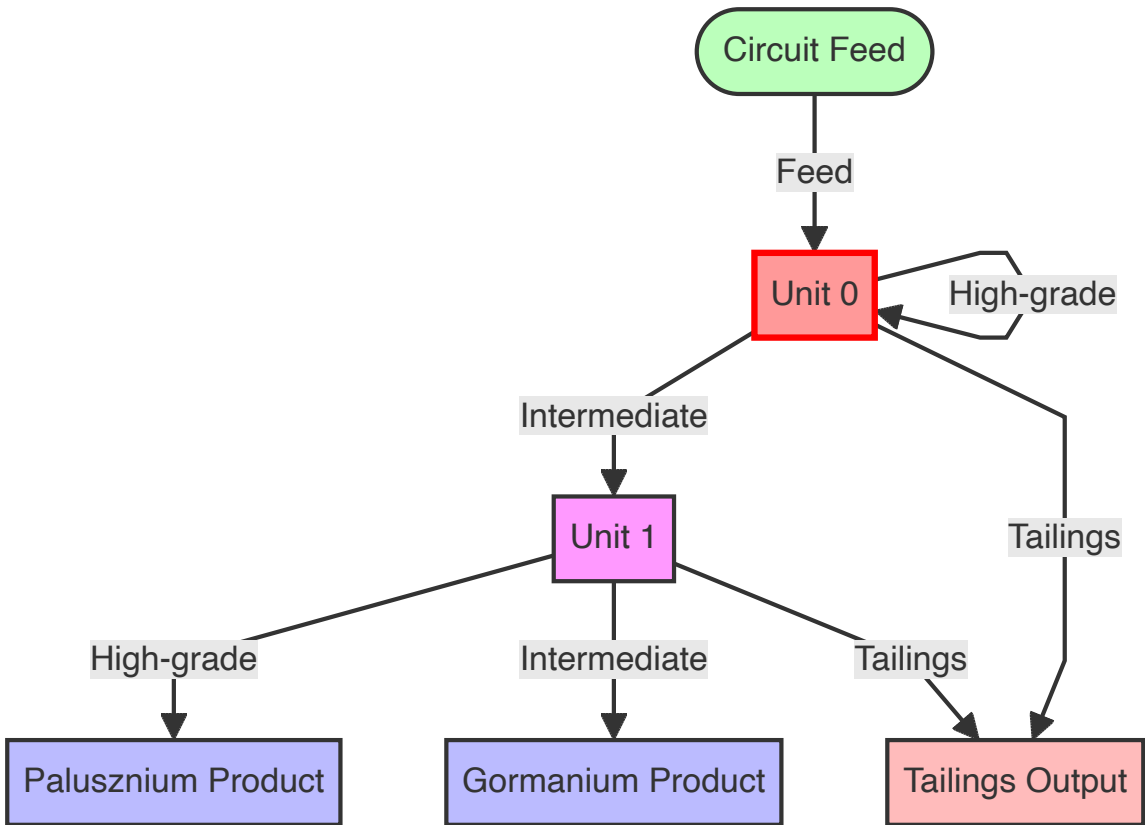 Circuit Feed
Feed
Unit 0
High-grade
Intermediate
Unit 1
Tailings
High-grade
Intermediate
Tailings
Palusznium Product
Gormanium Product
Tailings Output